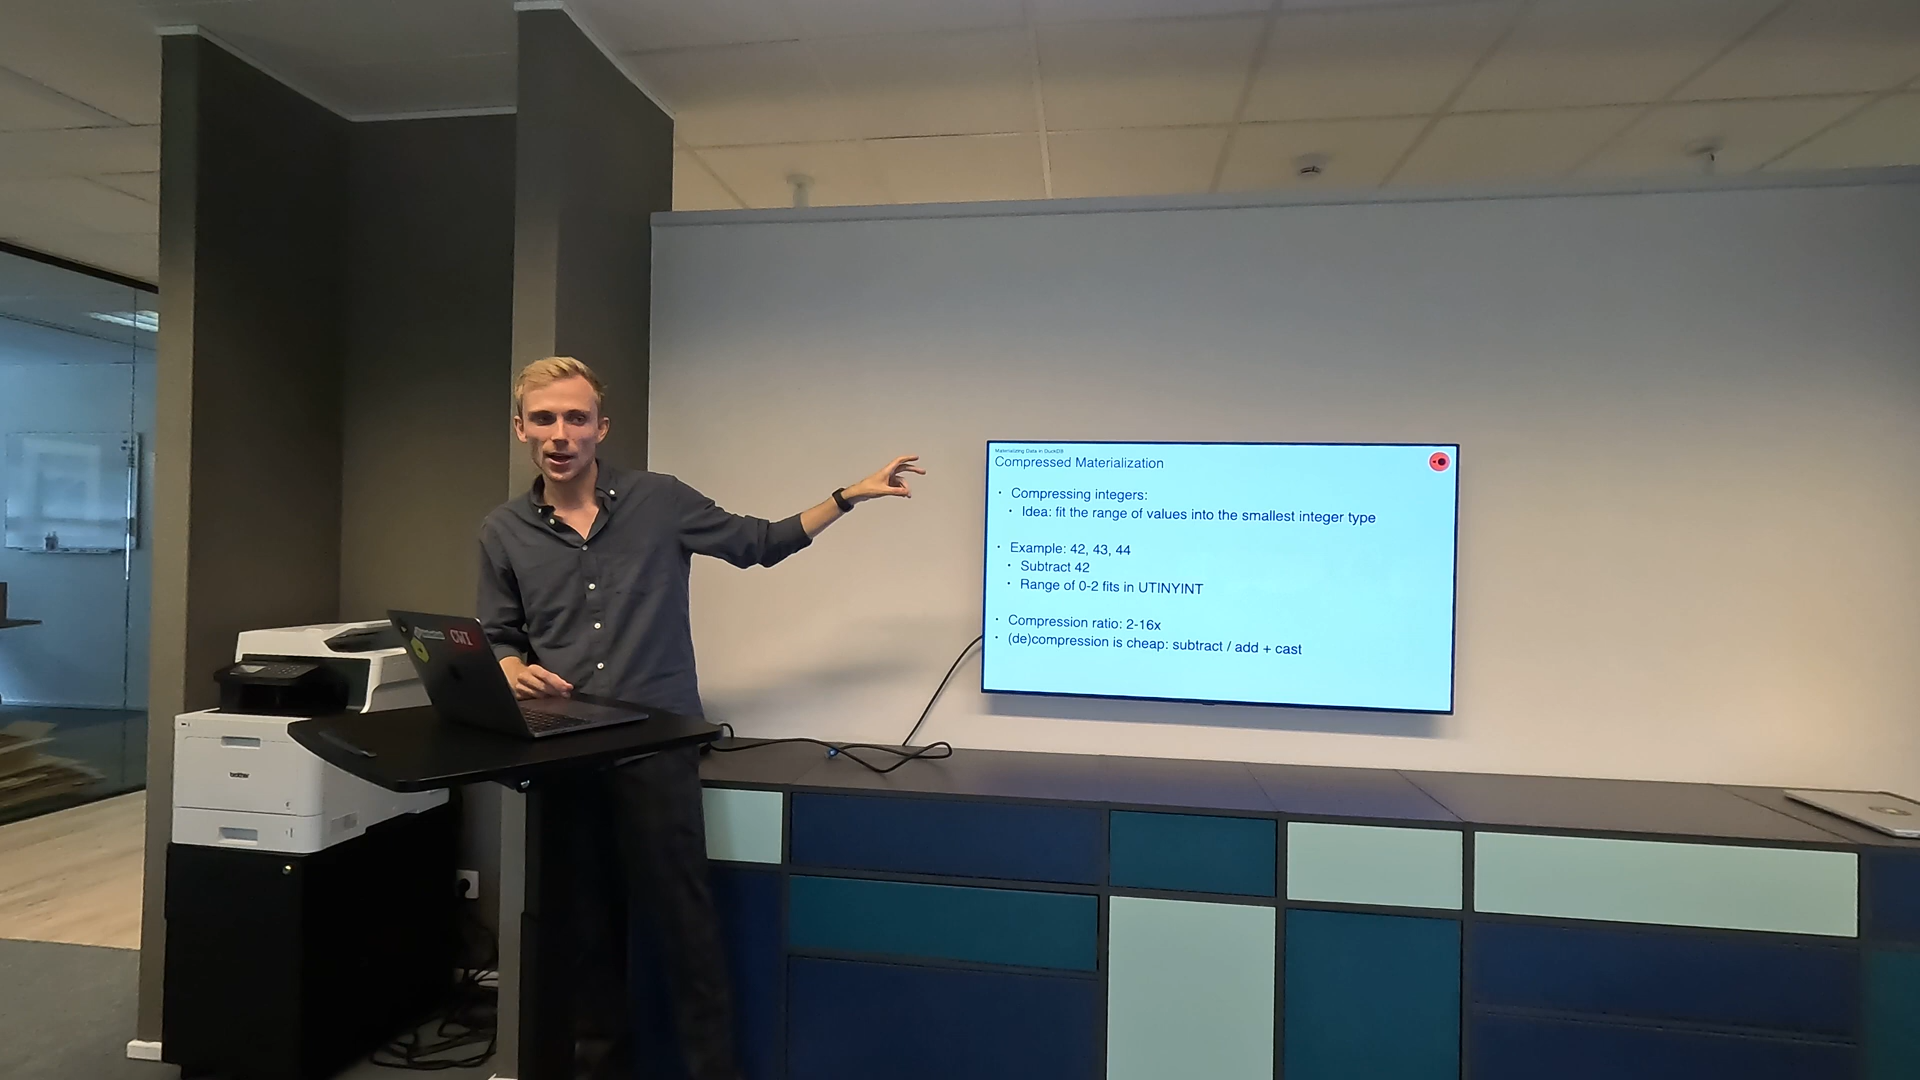 Materializing Data in DuckDB
Compressed Materialization
• Compressing integers:
• Idea: fit the range of values into the smallest integer type
• Example: 42, 43, 44
• Subtract 42
• Range of 0-2 fits in UTINYINT
• Compression ratio: 2-16x
• (de)compression is cheap: subtract / add + cast
CWI
brother